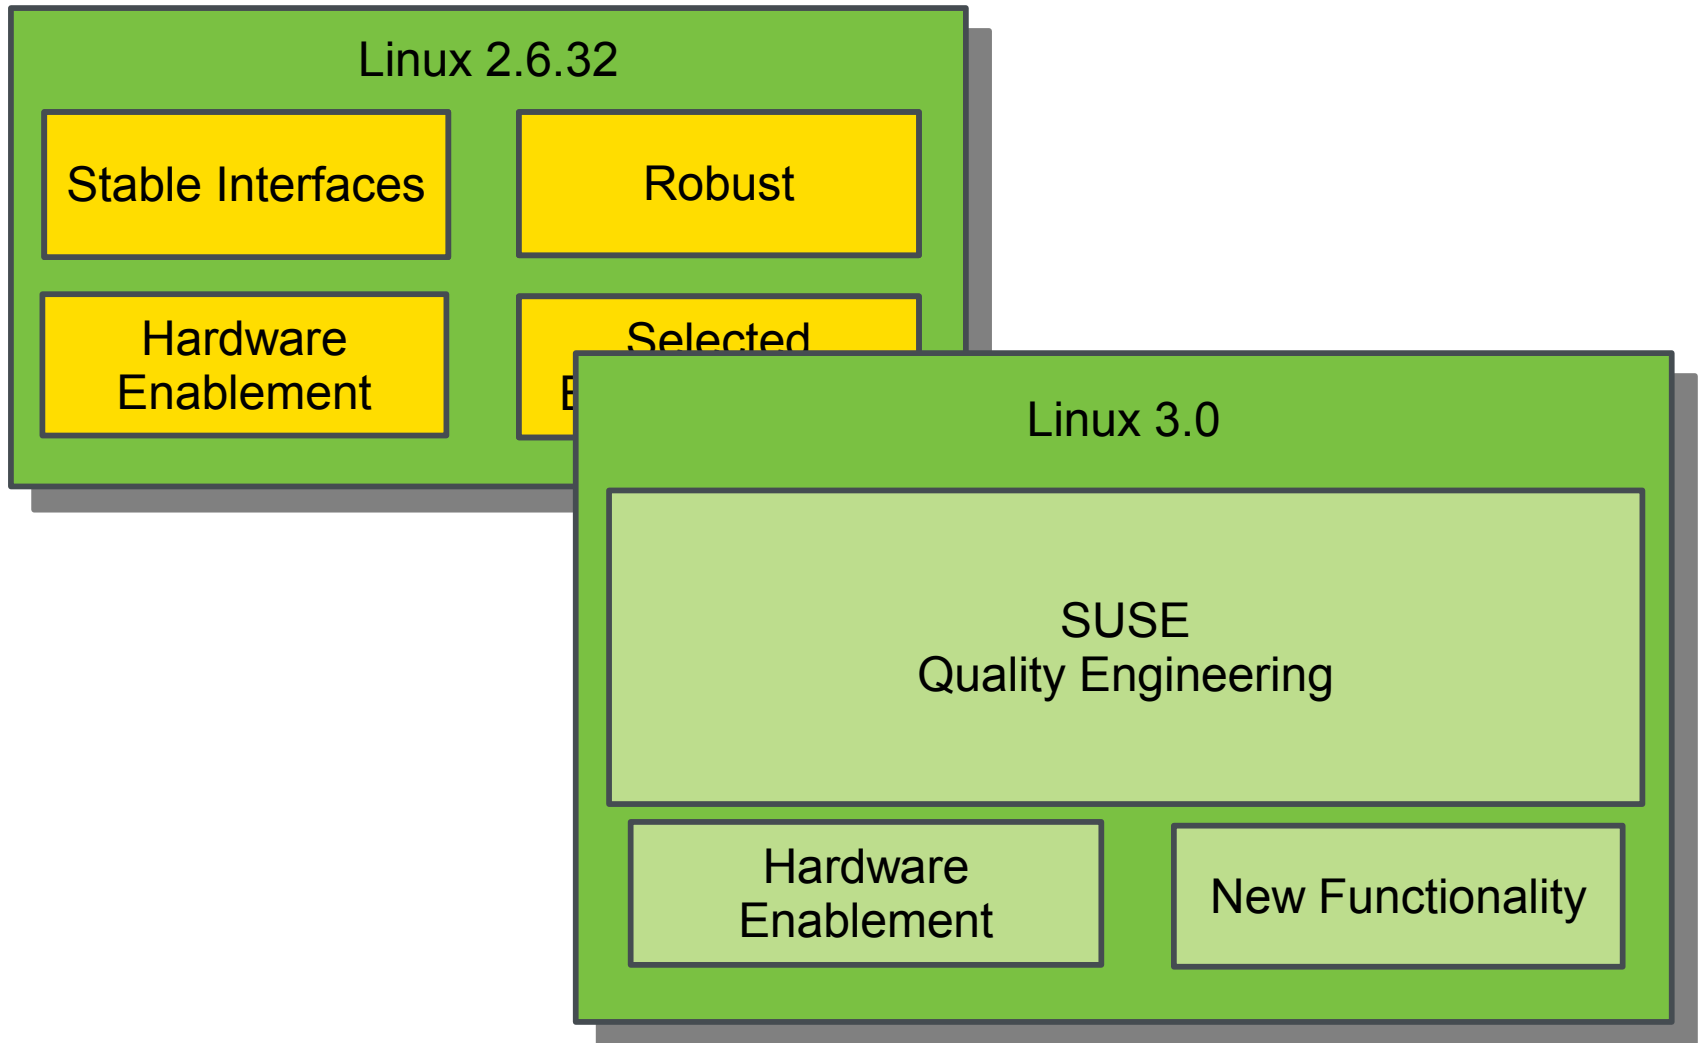 Linux 2.6.32
Stable Interfaces
Robust
Hardware
Enablement
Selected
Linux 3.0
SUSE
Quality Engineering
Hardware
Enablement
New Functionality